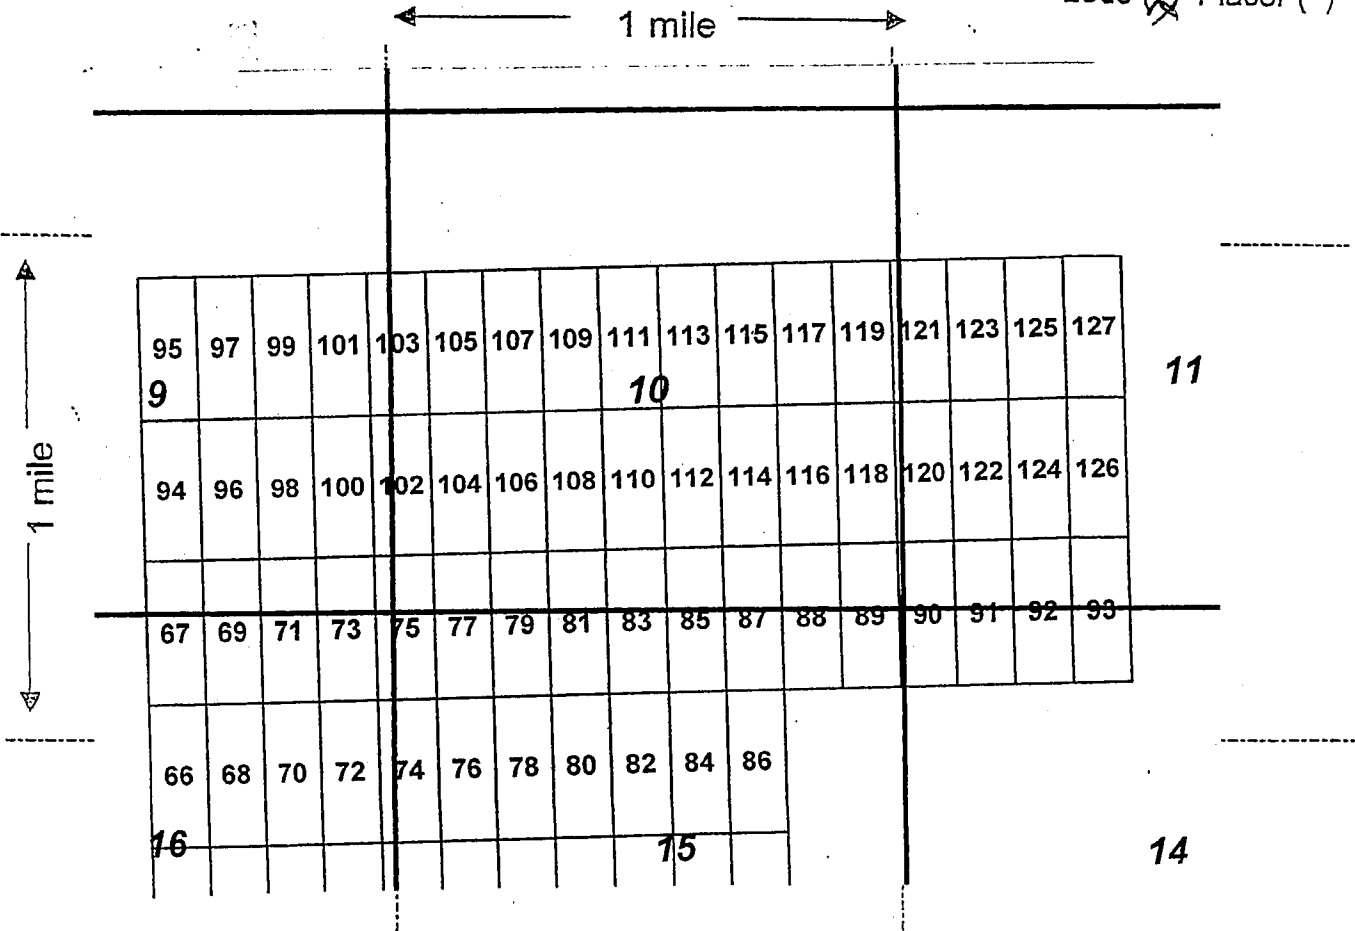 Lode Placer ( )
1 mile
95 97 99 101 103 105 107 109 111 113 115 117 119 121 123 125 127
9 10 11
1 mile
94 96 98 100 102 104 106 108 110 112 114 116 118 120 122 124 126
67 69 71 73 75 77 79 81 83 85 87 88 89 90 91 92 93
66 68 70 72 74 76 78 80 82 84 86
16 15 14